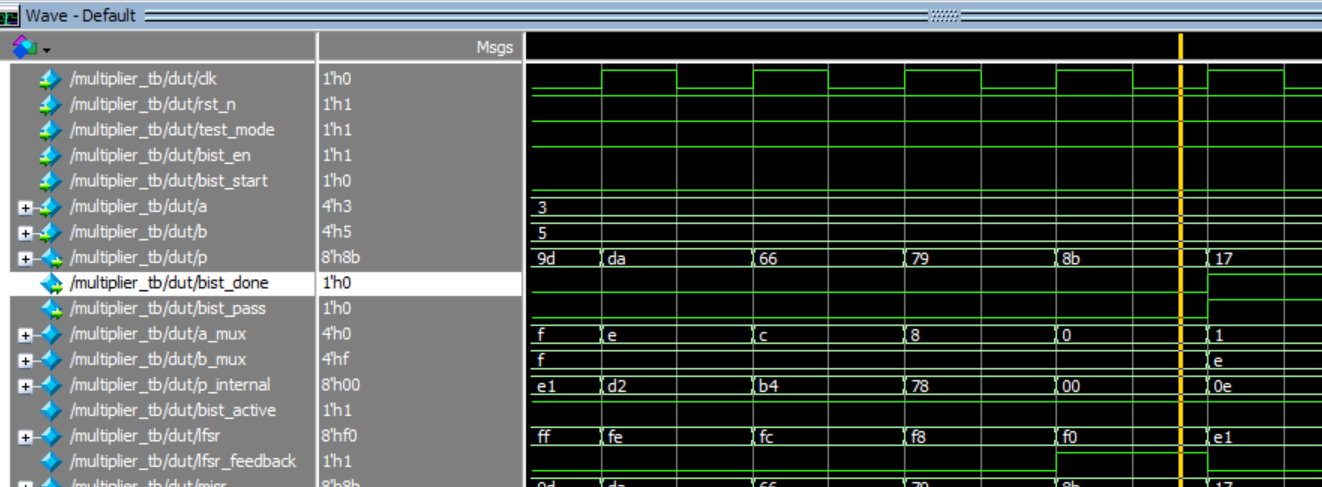 Wave - Default
Msgs
/multiplier_tb/dut/clk 1'h0
/multiplier_tb/dut/rst_n 1'h1
/multiplier_tb/dut/test_mode 1'h1
/multiplier_tb/dut/bist_en 1'h1
/multiplier_tb/dut/bist_start 1'h0
/multiplier_tb/dut/a 4'h3 3
/multiplier_tb/dut/b 4'h5 5
/multiplier_tb/dut/p 8'h8b 9d da 66 79 8b 17
/multiplier_tb/dut/bist_done 1'h0
/multiplier_tb/dut/bist_pass 1'h0
/multiplier_tb/dut/a_mux 4'h0 f e c 8 0 1
/multiplier_tb/dut/b_mux 4'hf f e
/multiplier_tb/dut/p_internal 8'h00 e1 d2 b4 78 00 0e
/multiplier_tb/dut/bist_active 1'h1
/multiplier_tb/dut/lfsr 8'hf0 ff fe fc f8 f0 e1
/multiplier_tb/dut/lfsr_feedback 1'h1
/multiplier_tb/dut/misr 8'h8b 9d da 66 79 8b 17